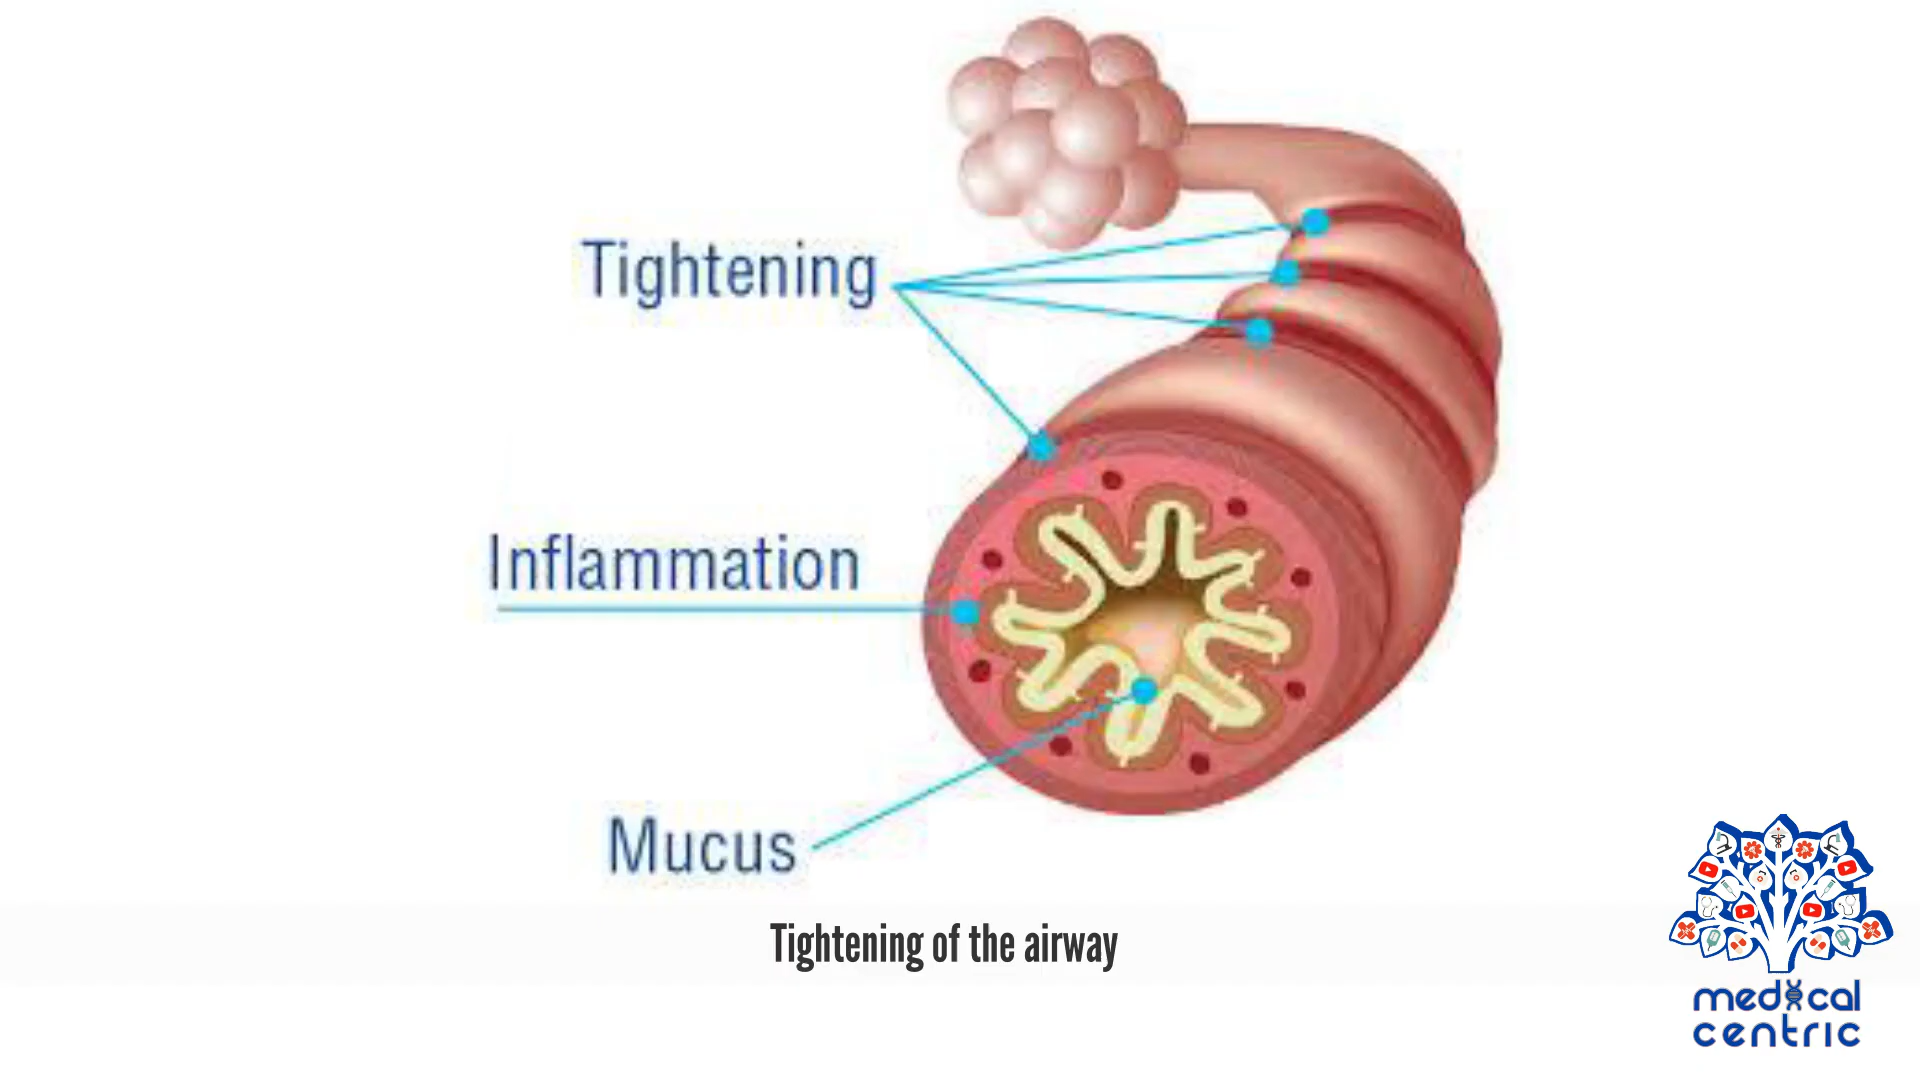 Tightening
Inflammation
Mucus
Tightening of the airway
medical
centric